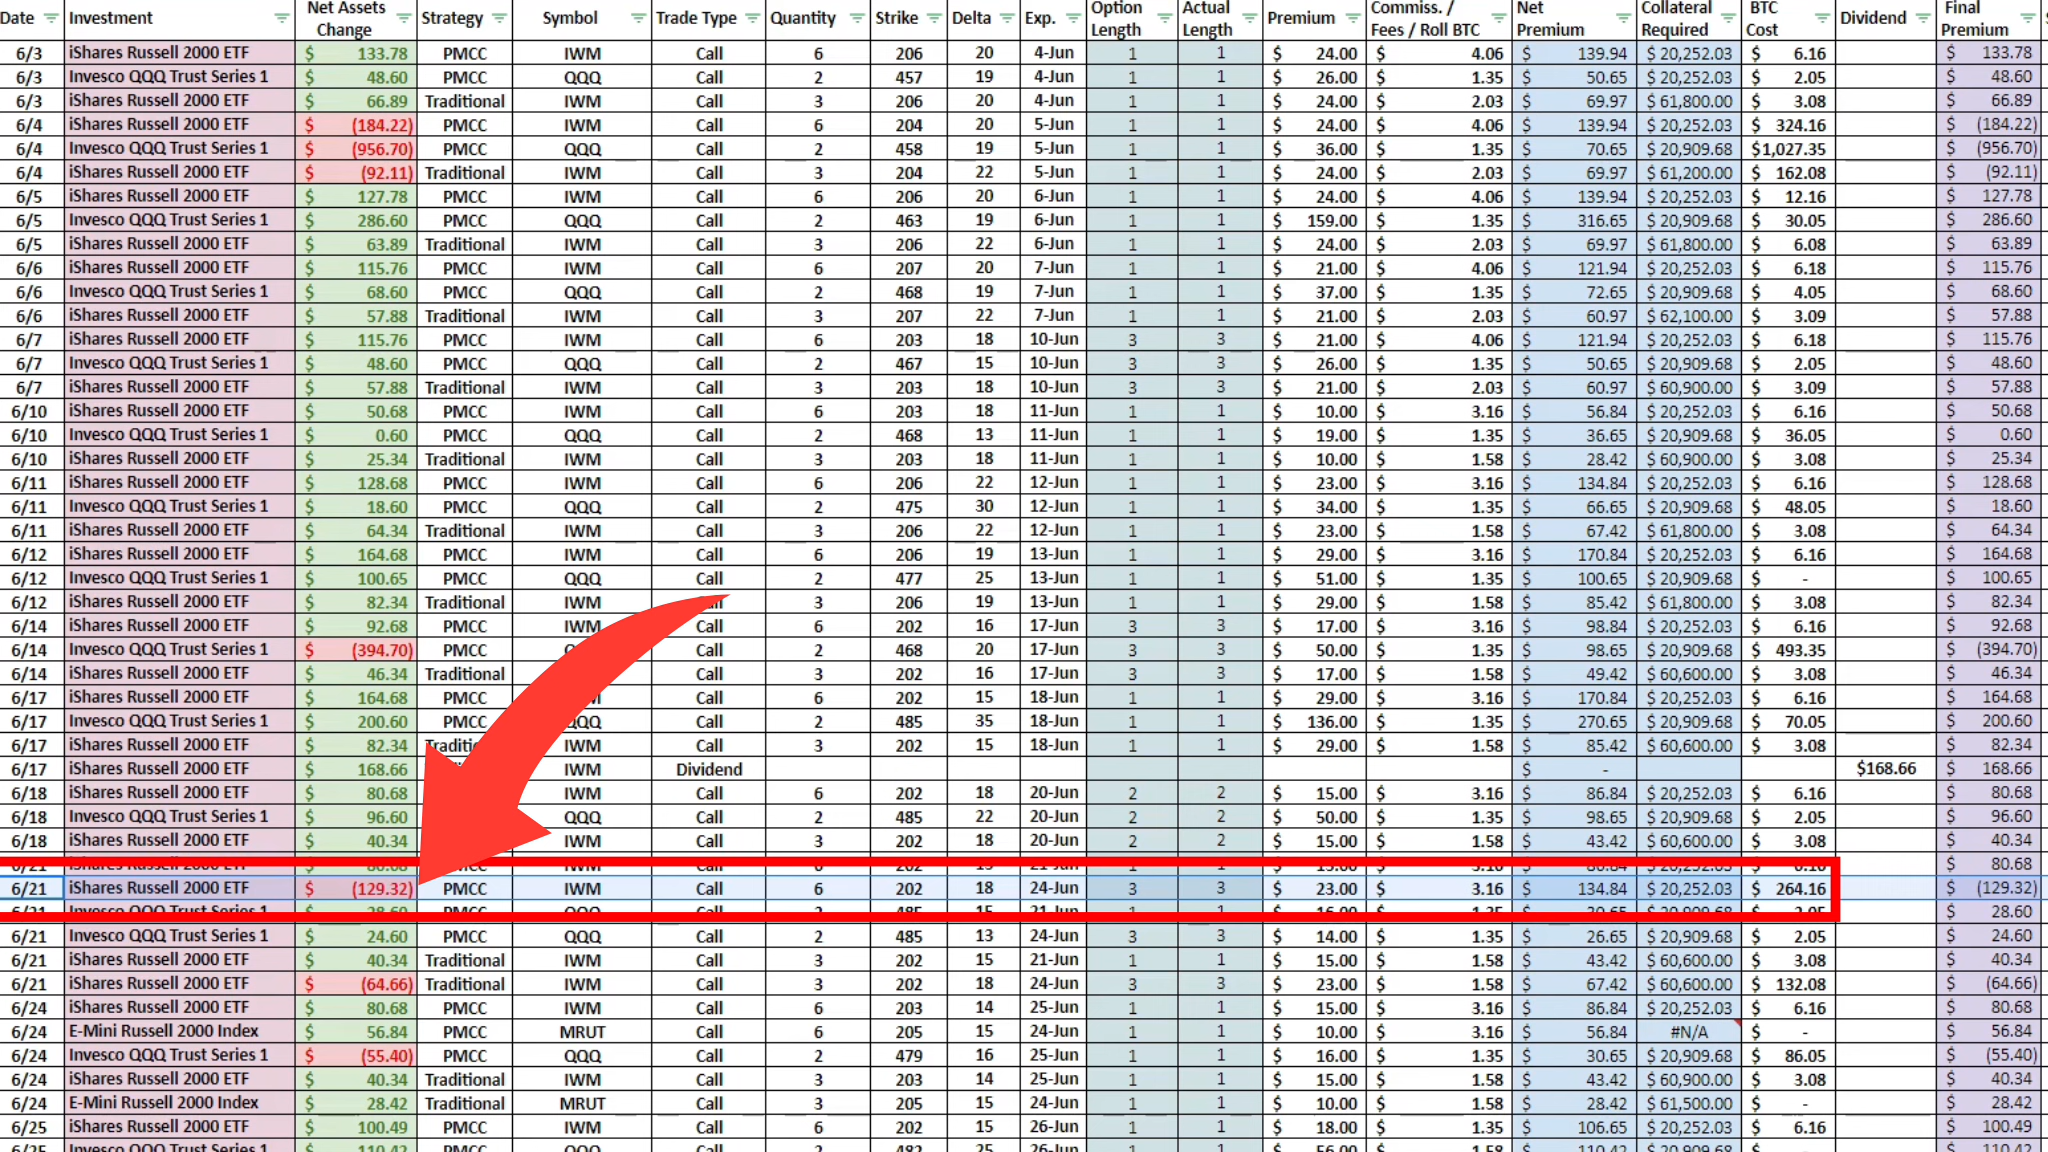 Date Investment Net Assets Change Strategy Symbol Trade Type Quantity Strike Delta Exp. Option Length Actual Length Premium Commiss. / Fees / Roll BTC Net Premium Collateral Required BTC Cost Dividend Final Premium
6/3 iShares Russell 2000 ETF $ 133.78 PMCC IWM Call 6 206 20 4-Jun 1 1 $ 24.00 $ 4.06 $ 139.94 $ 20,252.03 $ 6.16 $ 133.78
6/3 Invesco QQQ Trust Series 1 $ 48.60 PMCC QQQ Call 2 457 19 4-Jun 1 1 $ 26.00 $ 1.35 $ 50.65 $ 20,909.68 $ 2.05 $ 48.60
6/3 iShares Russell 2000 ETF $ 66.89 Traditional IWM Call 3 206 20 4-Jun 1 1 $ 24.00 $ 2.03 $ 69.97 $ 61,800.00 $ 3.08 $ 66.89
6/4 iShares Russell 2000 ETF $ (184.22) PMCC IWM Call 6 204 20 5-Jun 1 1 $ 24.00 $ 4.06 $ 139.94 $ 20,252.03 $ 324.16 $ (184.22)
6/4 Invesco QQQ Trust Series 1 $ (956.70) PMCC QQQ Call 2 458 19 5-Jun 1 1 $ 36.00 $ 1.35 $ 70.65 $ 20,909.68 $1,027.35 $ (956.70)
6/4 iShares Russell 2000 ETF $ (92.11) Traditional IWM Call 3 204 22 5-Jun 1 1 $ 24.00 $ 2.03 $ 69.97 $ 61,200.00 $ 162.08 $ (92.11)
6/5 iShares Russell 2000 ETF $ 127.78 PMCC IWM Call 6 206 20 6-Jun 1 1 $ 24.00 $ 4.06 $ 139.94 $ 20,252.03 $ 12.16 $ 127.78
6/5 Invesco QQQ Trust Series 1 $ 286.60 PMCC QQQ Call 2 463 19 6-Jun 1 1 $ 159.00 $ 1.35 $ 316.65 $ 20,909.68 $ 30.05 $ 286.60
6/5 iShares Russell 2000 ETF $ 63.89 Traditional IWM Call 3 206 22 6-Jun 1 1 $ 24.00 $ 2.03 $ 69.97 $ 61,800.00 $ 6.08 $ 63.89
6/6 iShares Russell 2000 ETF $ 115.76 PMCC IWM Call 6 207 20 7-Jun 1 1 $ 21.00 $ 4.06 $ 121.94 $ 20,252.03 $ 6.18 $ 115.76
6/6 Invesco QQQ Trust Series 1 $ 68.60 PMCC QQQ Call 2 468 19 7-Jun 1 1 $ 37.00 $ 1.35 $ 72.65 $ 20,909.68 $ 4.05 $ 68.60
6/6 iShares Russell 2000 ETF $ 57.88 Traditional IWM Call 3 207 22 7-Jun 1 1 $ 21.00 $ 2.03 $ 60.97 $ 62,100.00 $ 3.09 $ 57.88
6/7 iShares Russell 2000 ETF $ 115.76 PMCC IWM Call 6 203 18 10-Jun 3 3 $ 21.00 $ 4.06 $ 121.94 $ 20,252.03 $ 6.18 $ 115.76
6/7 Invesco QQQ Trust Series 1 $ 48.60 PMCC QQQ Call 2 467 15 10-Jun 3 3 $ 26.00 $ 1.35 $ 50.65 $ 20,909.68 $ 2.05 $ 48.60
6/7 iShares Russell 2000 ETF $ 57.88 Traditional IWM Call 3 203 18 10-Jun 3 3 $ 21.00 $ 2.03 $ 60.97 $ 60,900.00 $ 3.09 $ 57.88
6/10 iShares Russell 2000 ETF $ 50.68 PMCC IWM Call 6 203 18 11-Jun 1 1 $ 10.00 $ 3.16 $ 56.84 $ 20,252.03 $ 6.16 $ 50.68
6/10 Invesco QQQ Trust Series 1 $ 0.60 PMCC QQQ Call 2 468 13 11-Jun 1 1 $ 19.00 $ 1.35 $ 36.65 $ 20,909.68 $ 36.05 $ 0.60
6/10 iShares Russell 2000 ETF $ 25.34 Traditional IWM Call 3 203 18 11-Jun 1 1 $ 10.00 $ 1.58 $ 28.42 $ 60,900.00 $ 3.08 $ 25.34
6/11 iShares Russell 2000 ETF $ 128.68 PMCC IWM Call 6 206 22 12-Jun 1 1 $ 23.00 $ 3.16 $ 134.84 $ 20,252.03 $ 6.16 $ 128.68
6/11 Invesco QQQ Trust Series 1 $ 18.60 PMCC QQQ Call 2 475 30 12-Jun 1 1 $ 34.00 $ 1.35 $ 66.65 $ 20,909.68 $ 48.05 $ 18.60
6/11 iShares Russell 2000 ETF $ 64.34 Traditional IWM Call 3 206 22 12-Jun 1 1 $ 23.00 $ 1.58 $ 67.42 $ 61,800.00 $ 3.08 $ 64.34
6/12 iShares Russell 2000 ETF $ 164.68 PMCC IWM Call 6 206 19 13-Jun 1 1 $ 29.00 $ 3.16 $ 170.84 $ 20,252.03 $ 6.16 $ 164.68
6/12 Invesco QQQ Trust Series 1 $ 100.65 PMCC QQQ Call 2 477 25 13-Jun 1 1 $ 51.00 $ 1.35 $ 100.65 $ 20,909.68 $ - $ 100.65
6/12 iShares Russell 2000 ETF $ 82.34 Traditional IWM 3 206 19 13-Jun 1 1 $ 29.00 $ 1.58 $ 85.42 $ 61,800.00 $ 3.08 $ 82.34
6/14 iShares Russell 2000 ETF $ 92.68 PMCC IWM Call 6 202 16 17-Jun 3 3 $ 17.00 $ 3.16 $ 98.84 $ 20,252.03 $ 6.16 $ 92.68
6/14 Invesco QQQ Trust Series 1 $ (394.70) PMCC Call 2 468 20 17-Jun 3 3 $ 50.00 $ 1.35 $ 98.65 $ 20,909.68 $ 493.35 $ (394.70)
6/14 iShares Russell 2000 ETF $ 46.34 Traditional Call 3 202 16 17-Jun 3 3 $ 17.00 $ 1.58 $ 49.42 $ 60,600.00 $ 3.08 $ 46.34
6/17 iShares Russell 2000 ETF $ 164.68 PMCC Call 6 202 15 18-Jun 1 1 $ 29.00 $ 3.16 $ 170.84 $ 20,252.03 $ 6.16 $ 164.68
6/17 Invesco QQQ Trust Series 1 $ 200.60 PMCC QQQ Call 2 485 35 18-Jun 1 1 $ 136.00 $ 1.35 $ 270.65 $ 20,909.68 $ 70.05 $ 200.60
6/17 iShares Russell 2000 ETF $ 82.34 IWM Call 3 202 15 18-Jun 1 1 $ 29.00 $ 1.58 $ 85.42 $ 60,600.00 $ 3.08 $ 82.34
6/17 iShares Russell 2000 ETF $ 168.66 IWM Dividend $ - $168.66 $ 168.66
6/18 iShares Russell 2000 ETF $ 80.68 IWM Call 6 202 18 20-Jun 2 2 $ 15.00 $ 3.16 $ 86.84 $ 20,252.03 $ 6.16 $ 80.68
6/18 Invesco QQQ Trust Series 1 $ 96.60 QQQ Call 2 485 22 20-Jun 2 2 $ 50.00 $ 1.35 $ 98.65 $ 20,909.68 $ 2.05 $ 96.60
6/18 iShares Russell 2000 ETF $ 40.34 IWM Call 3 202 18 20-Jun 2 2 $ 15.00 $ 1.58 $ 43.42 $ 60,600.00 $ 3.08 $ 40.34
$ 80.68
6/21 iShares Russell 2000 ETF $ (129.32) PMCC IWM Call 6 202 18 24-Jun 3 3 $ 23.00 $ 3.16 $ 134.84 $ 20,252.03 $ 264.16 $ (129.32)
$ 28.60
6/21 Invesco QQQ Trust Series 1 $ 24.60 PMCC QQQ Call 2 485 13 24-Jun 3 3 $ 14.00 $ 1.35 $ 26.65 $ 20,909.68 $ 2.05 $ 24.60
6/21 iShares Russell 2000 ETF $ 40.34 Traditional IWM Call 3 202 15 21-Jun 1 1 $ 15.00 $ 1.58 $ 43.42 $ 60,600.00 $ 3.08 $ 40.34
6/21 iShares Russell 2000 ETF $ (64.66) Traditional IWM Call 3 202 18 24-Jun 3 3 $ 23.00 $ 1.58 $ 67.42 $ 60,600.00 $ 132.08 $ (64.66)
6/24 iShares Russell 2000 ETF $ 80.68 PMCC IWM Call 6 203 14 25-Jun 1 1 $ 15.00 $ 3.16 $ 86.84 $ 20,252.03 $ 6.16 $ 80.68
6/24 E-Mini Russell 2000 Index $ 56.84 PMCC MRUT Call 6 205 15 24-Jun 1 1 $ 10.00 $ 3.16 $ 56.84 #N/A $ - $ 56.84
6/24 Invesco QQQ Trust Series 1 $ (55.40) PMCC QQQ Call 2 479 16 25-Jun 1 1 $ 16.00 $ 1.35 $ 30.65 $ 20,909.68 $ 86.05 $ (55.40)
6/24 iShares Russell 2000 ETF $ 40.34 Traditional IWM Call 3 203 14 25-Jun 1 1 $ 15.00 $ 1.58 $ 43.42 $ 60,900.00 $ 3.08 $ 40.34
6/24 E-Mini Russell 2000 Index $ 28.42 Traditional MRUT Call 3 205 15 24-Jun 1 1 $ 10.00 $ 1.58 $ 28.42 $ 61,500.00 $ - $ 28.42
6/25 iShares Russell 2000 ETF $ 100.49 PMCC IWM Call 6 202 15 26-Jun 1 1 $ 18.00 $ 1.35 $ 106.65 $ 20,252.03 $ 6.16 $ 100.49